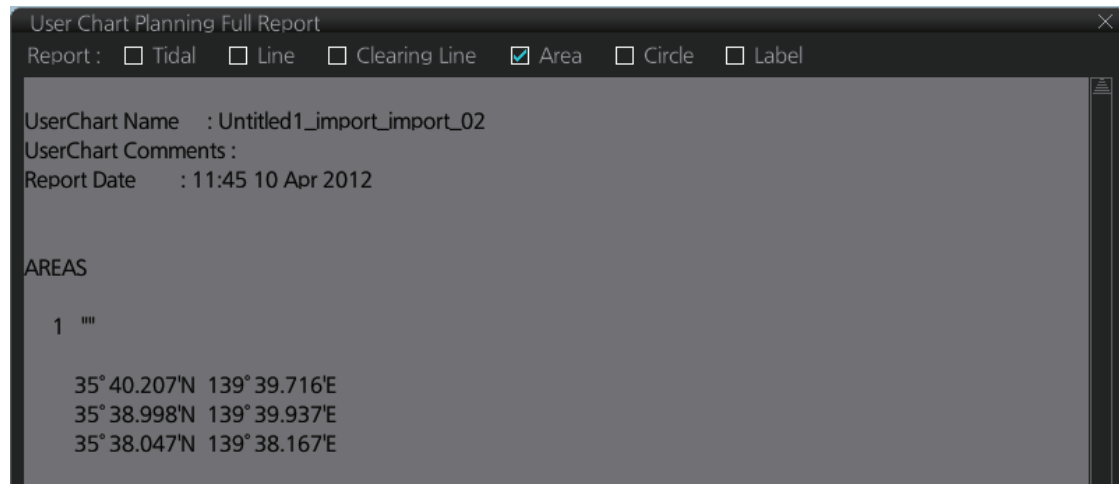 User Chart Planning Full Report
Report : Tidal Line Clearing Line Area Circle Label
UserChart Name : Untitled1_import_import_02
UserChart Comments :
Report Date : 11:45 10 Apr 2012
AREAS
1 ""
35°40.207'N 139°39.716'E
35°38.998'N 139°39.937'E
35°38.047'N 139°38.167'E